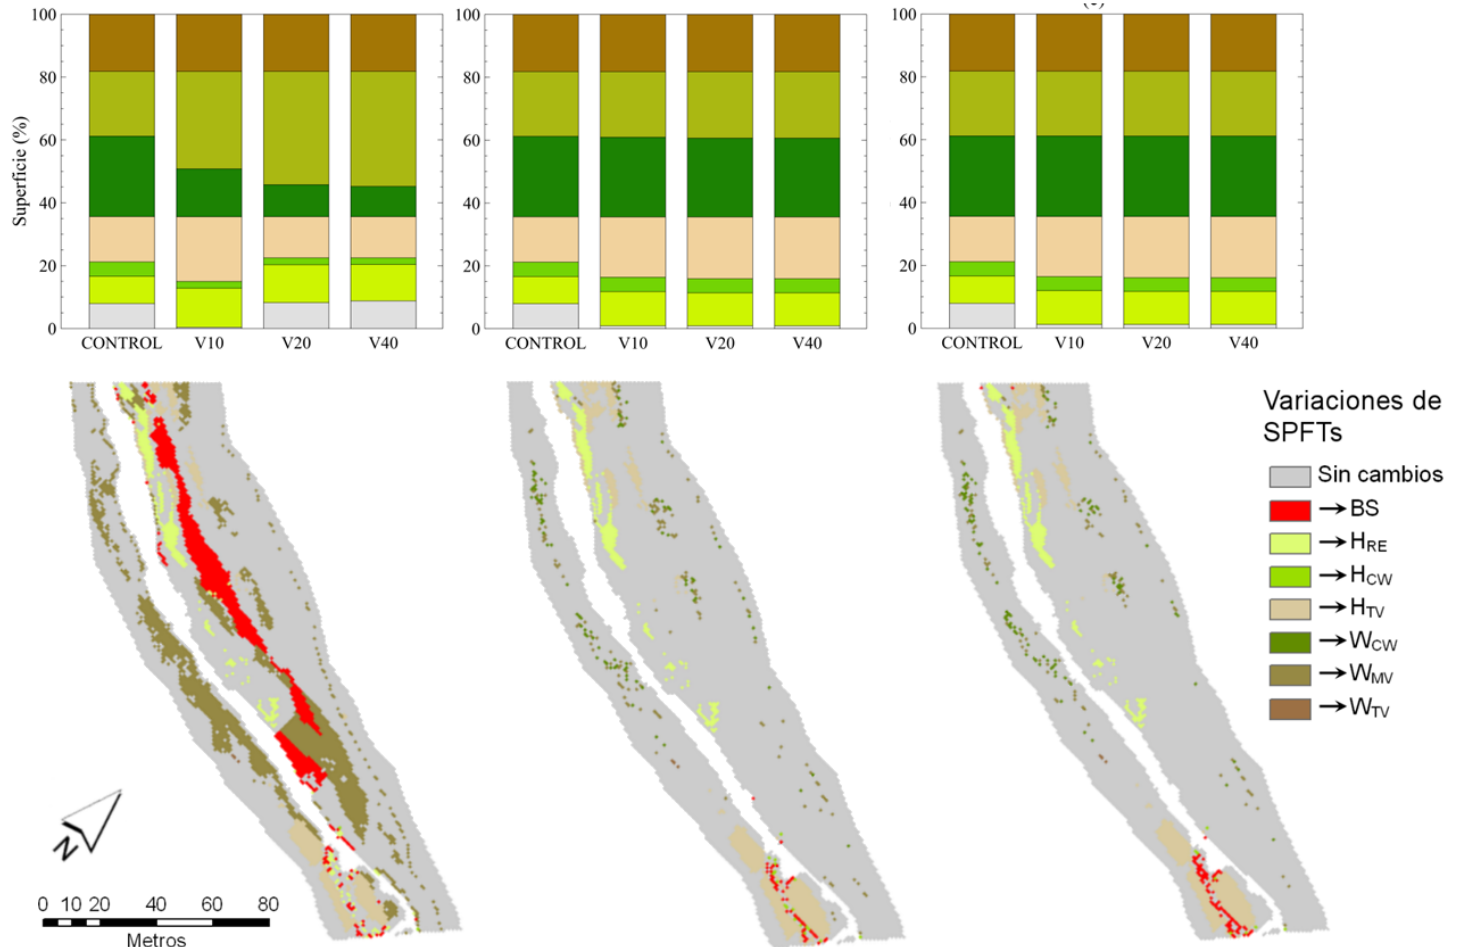 100
80
60
40
20
0
Superficie (%)
CONTROL V10 V20 V40
100
80
60
40
20
0
CONTROL V10 V20 V40
100
80
60
40
20
0
CONTROL V10 V20 V40
Variaciones de
SPFTs
Sin cambios
→BS
→HRE
→HCW
→HTV
→WCW
→WMV
→WTV
N
0 10 20 40 60 80
Metros